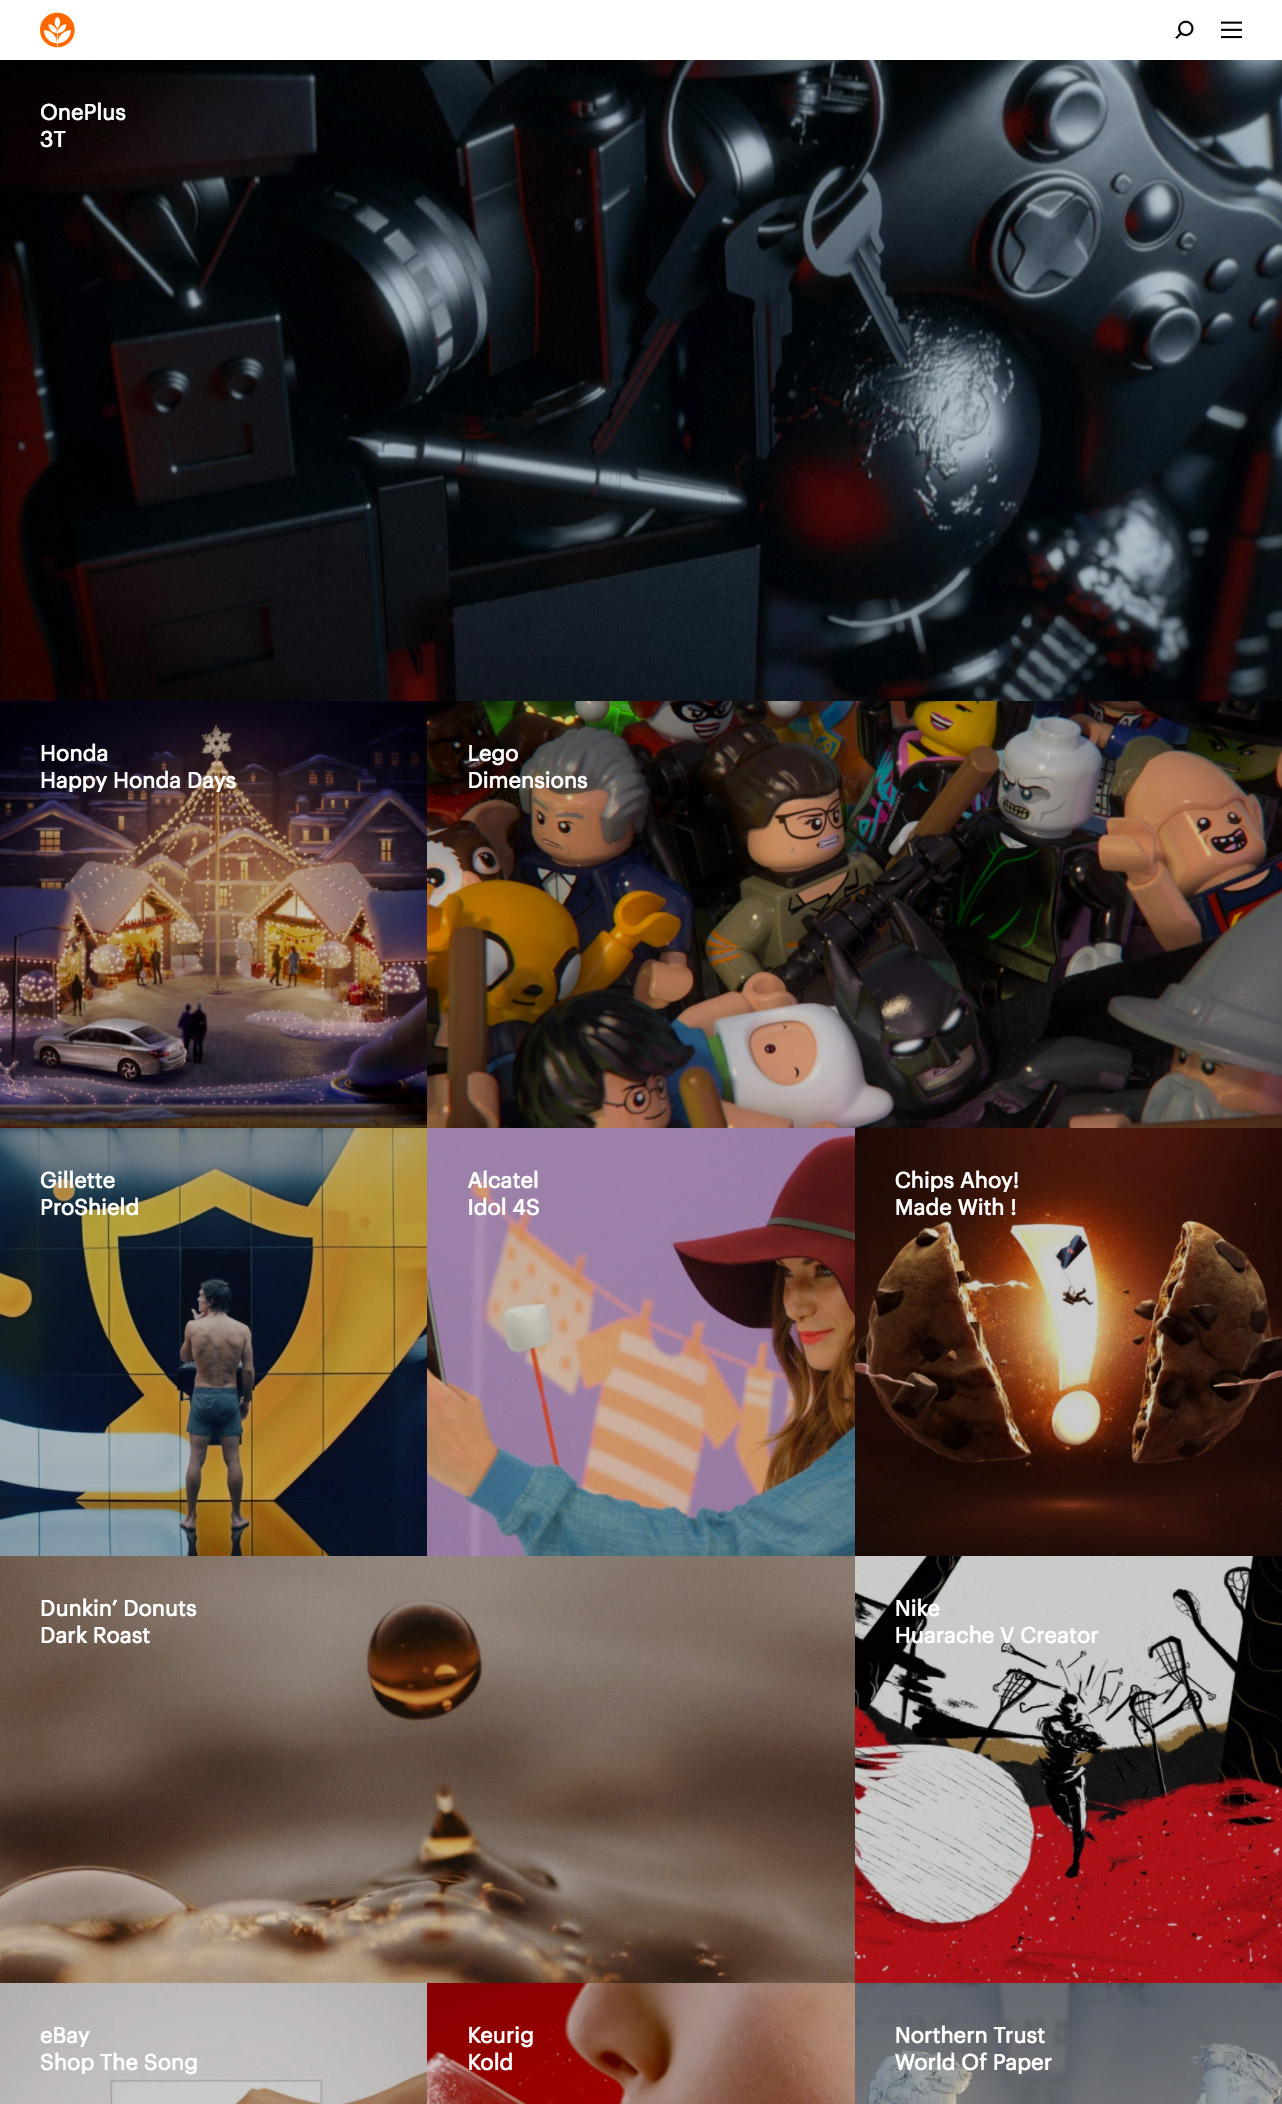 OnePlus
3T
Honda
Happy Honda Days
Lego
Dimensions
Gillette
ProShield
Alcatel
Idol 4S
Chips Ahoy!
Made With !
Dunkin’ Donuts
Dark Roast
Nike
Huarache V Creator
eBay
Shop The Song
Keurig
Kold
Northern Trust
World Of Paper